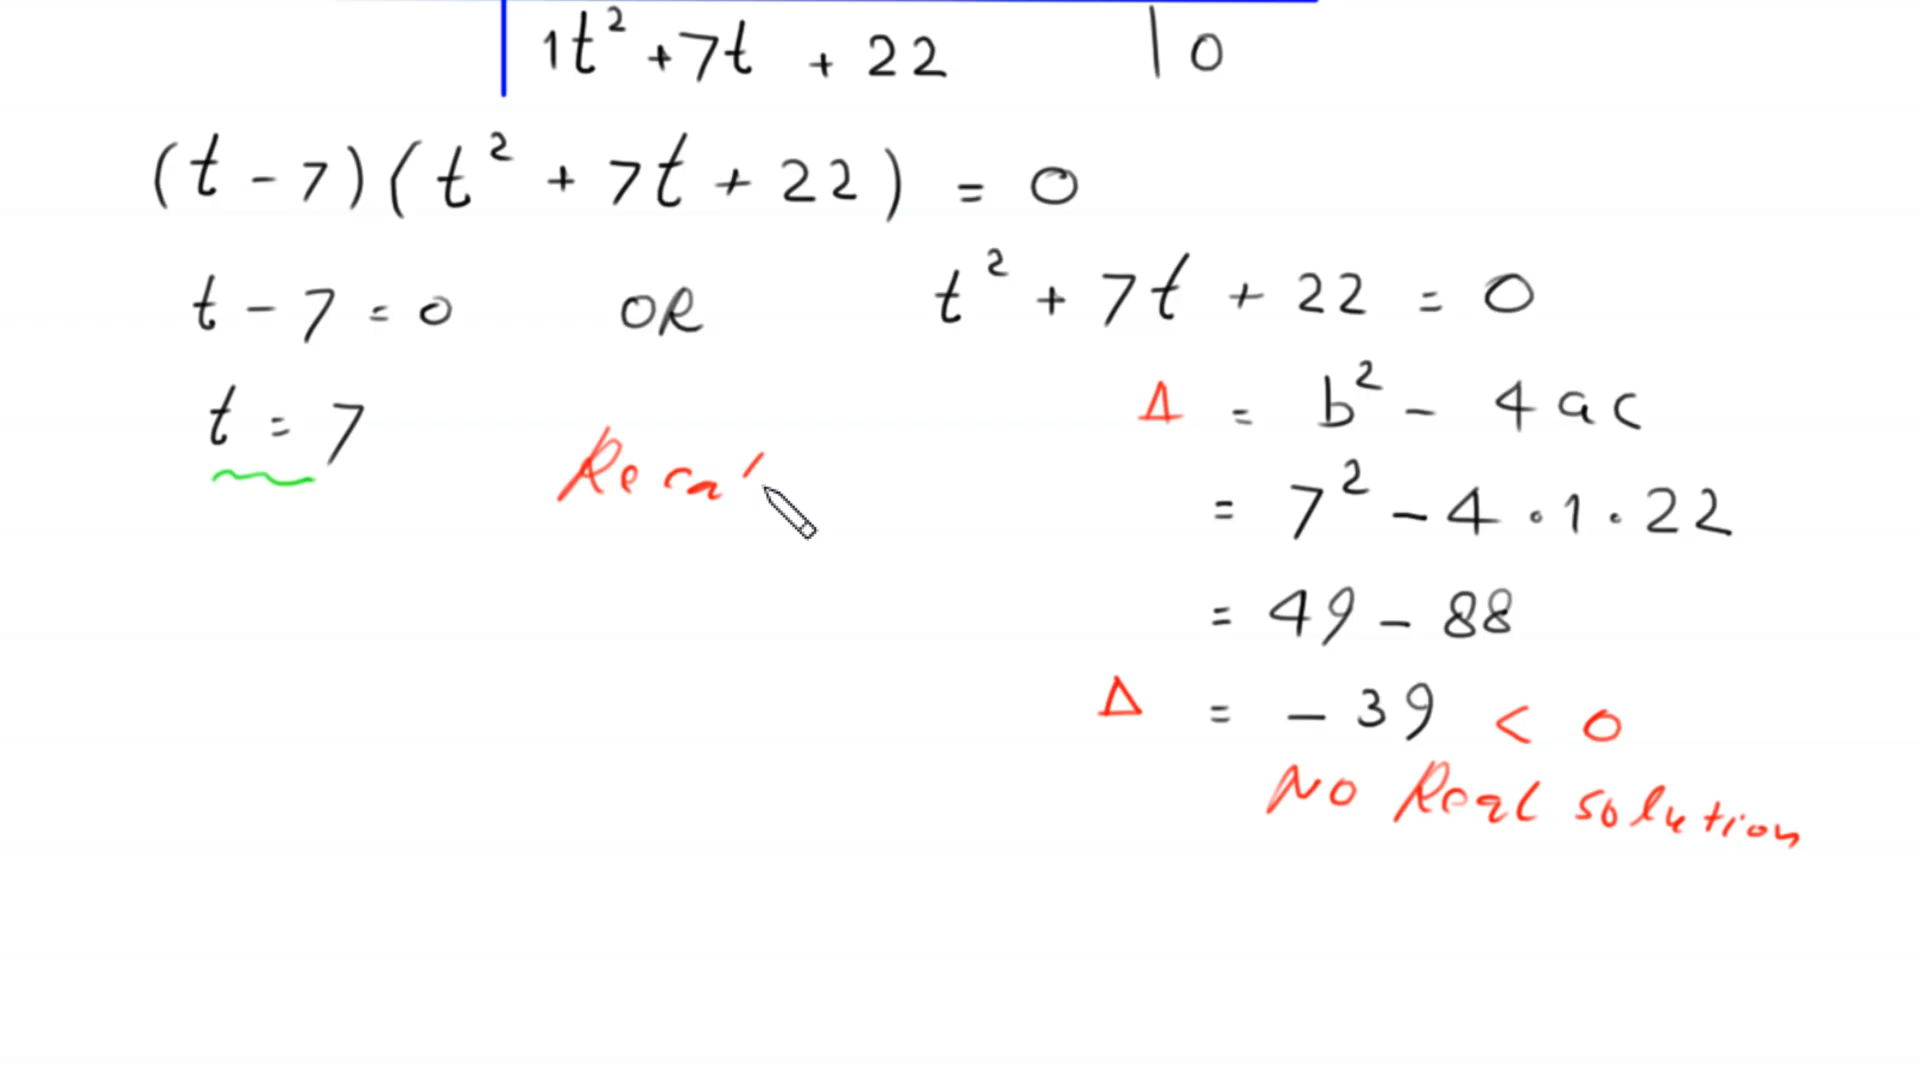 1t² + 7t + 22 | 0
(t - 7)(t² + 7t + 22) = 0
t - 7 = 0 OR t² + 7t + 22 = 0
t = 7
Δ = b² - 4ac
= 7² - 4 · 1 · 22
= 49 - 88
Δ = - 39 < 0
No Real solution